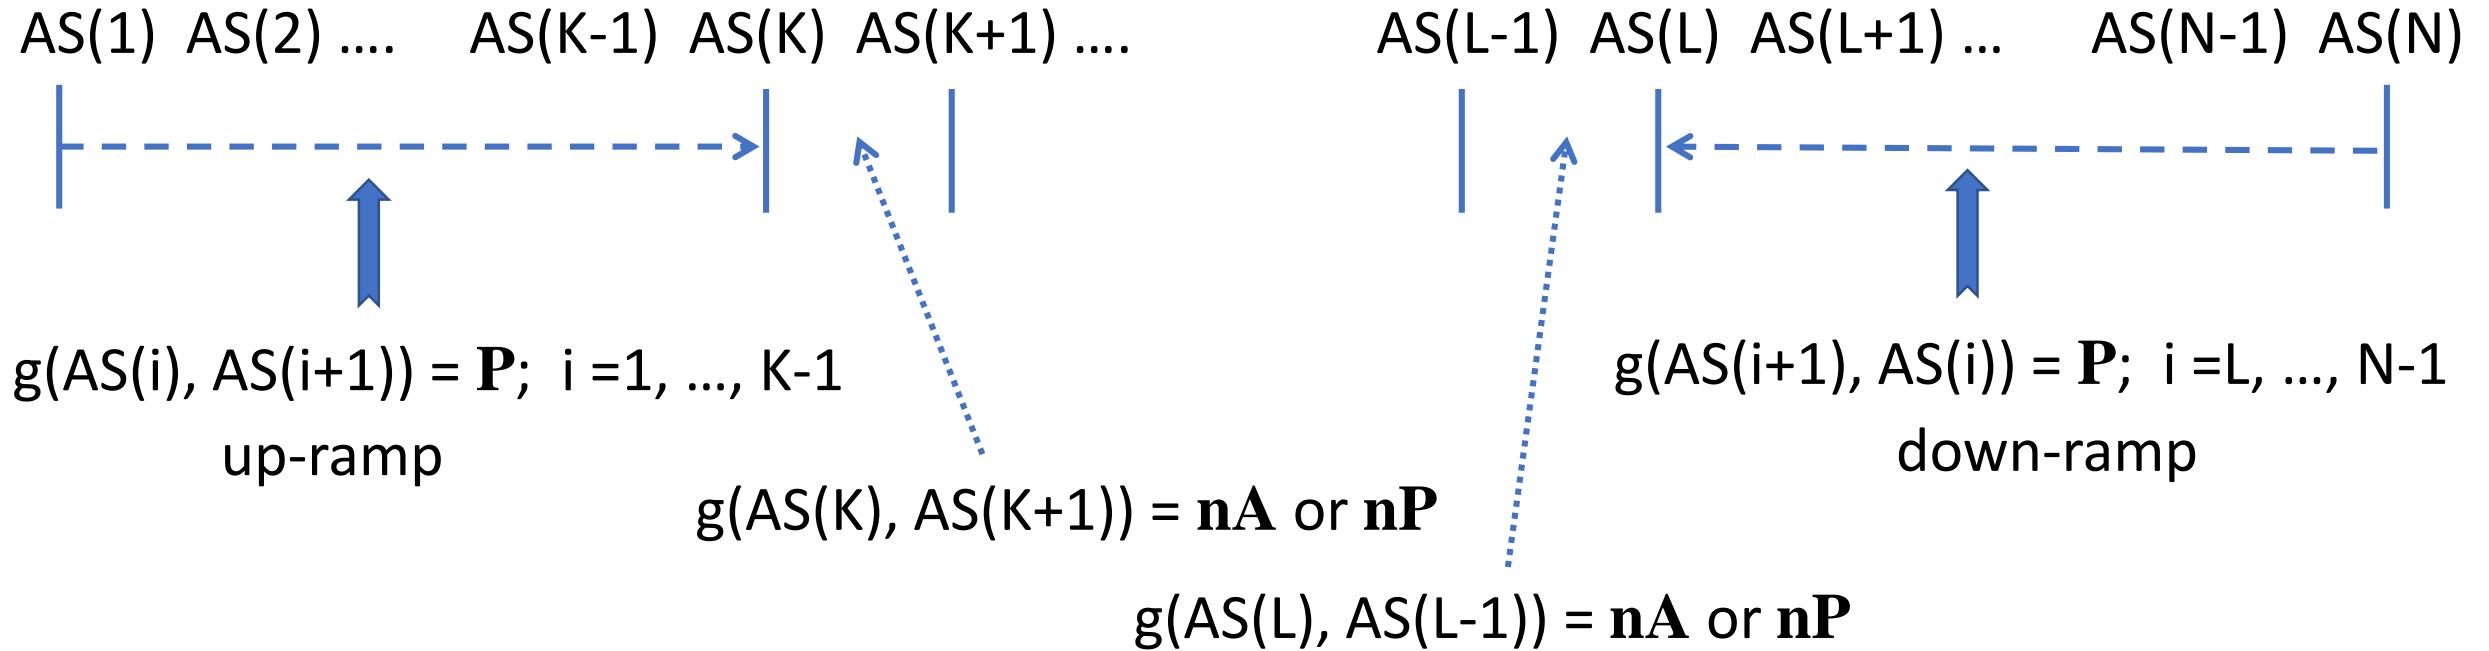 AS(1) AS(2) .... AS(K-1) AS(K) AS(K+1) .... AS(L-1) AS(L) AS(L+1) ... AS(N-1) AS(N)
g(AS(i), AS(i+1)) = P; i =1, ..., K-1
up-ramp
g(AS(i+1), AS(i)) = P; i =L, ..., N-1
down-ramp
g(AS(K), AS(K+1)) = nA or nP
g(AS(L), AS(L-1)) = nA or nP